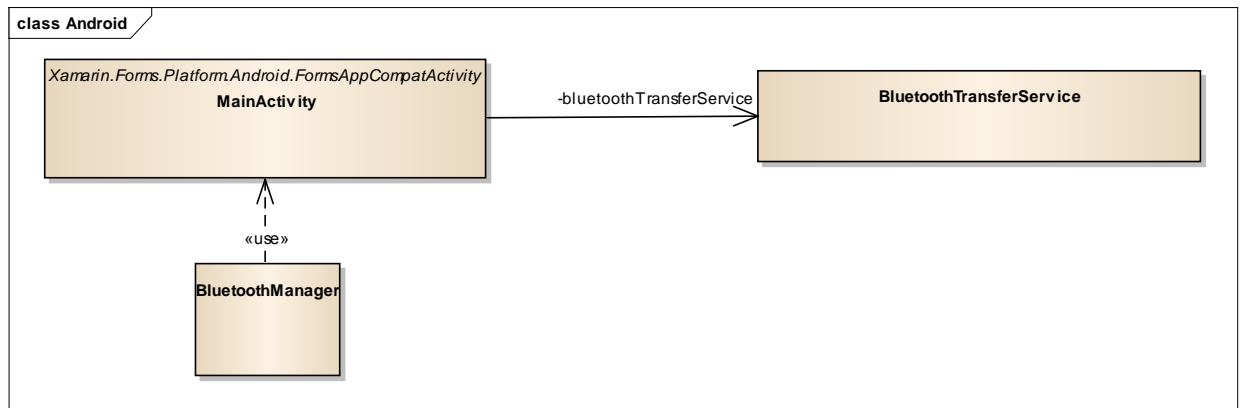 class Android
Xamarin.Forms.Platform.Android.FormsAppCompatActivity
MainActivity
-bluetoothTransferService
BluetoothTransferService
«use»
BluetoothManager